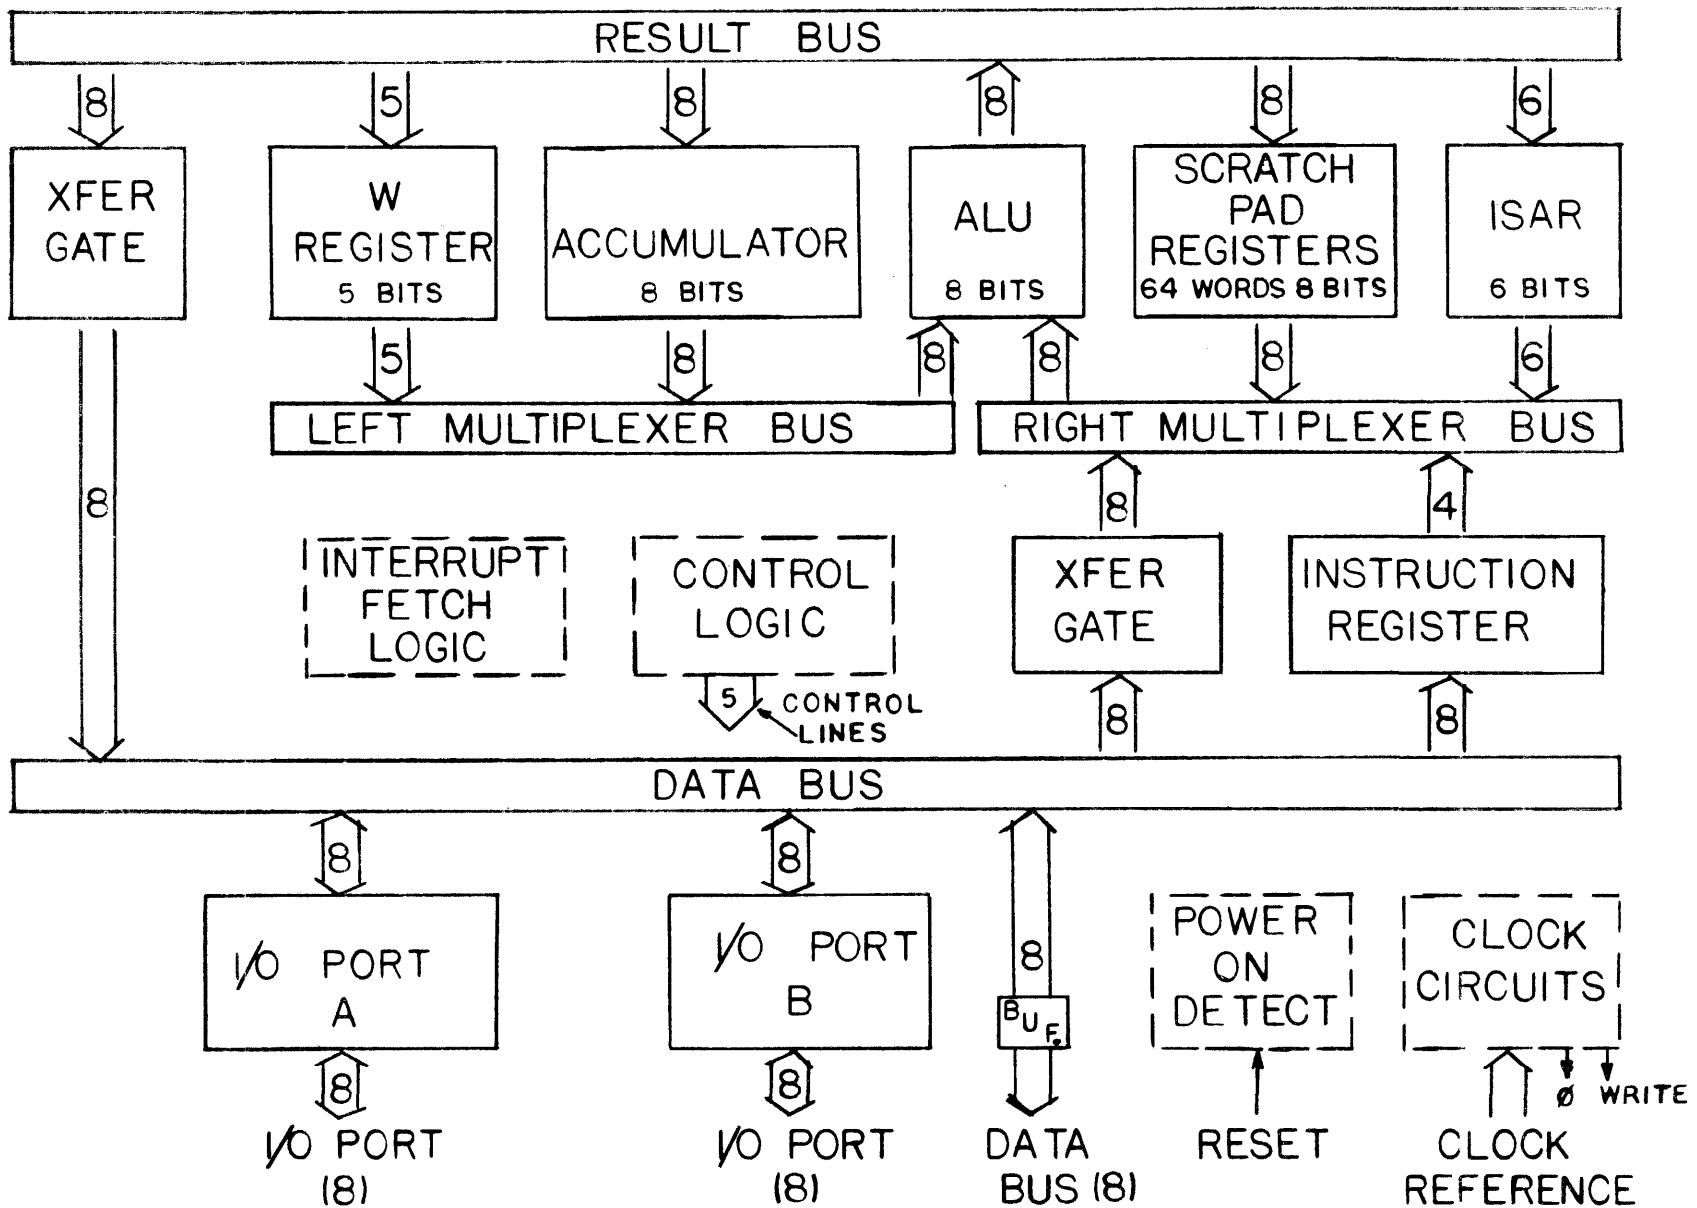 RESULT BUS
8
5
8
8
8
6
XFER
GATE
W
REGISTER
5 BITS
ACCUMULATOR
8 BITS
ALU
8 BITS
SCRATCH
PAD
REGISTERS
64 WORDS 8 BITS
ISAR
6 BITS
5
8
8
8
8
6
LEFT MULTIPLEXER BUS
RIGHT MULTIPLEXER BUS
8
8
4
INTERRUPT
FETCH
LOGIC
CONTROL
LOGIC
XFER
GATE
INSTRUCTION
REGISTER
5
CONTROL
LINES
8
8
DATA BUS
8
8
8
I/O PORT
A
I/O PORT
B
BUF.
POWER
ON
DETECT
CLOCK
CIRCUITS
8
8
Ø WRITE
I/O PORT
(8)
I/O PORT
(8)
DATA
BUS (8)
RESET
CLOCK
REFERENCE